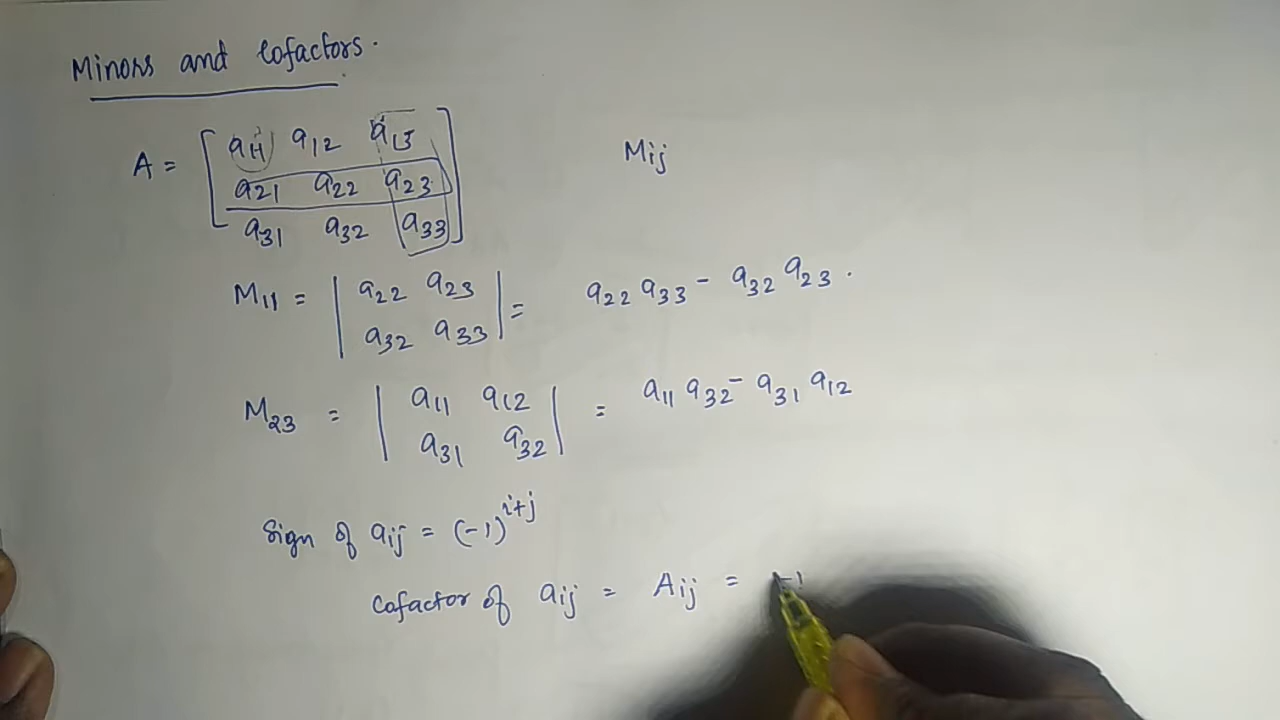 Minors and Cofactors.
A = [ a11 a12 a13
a21 a22 a23
a31 a32 a33 ]
Mij
M11 = | a22 a23 | = a22 a33 - a32 a23.
| a32 a33 |
M23 = | a11 a12 | = a11 a32 - a31 a12
| a31 a32 |
Sign of aij = (-1)^i+j
Cofactor of aij = Aij = -1